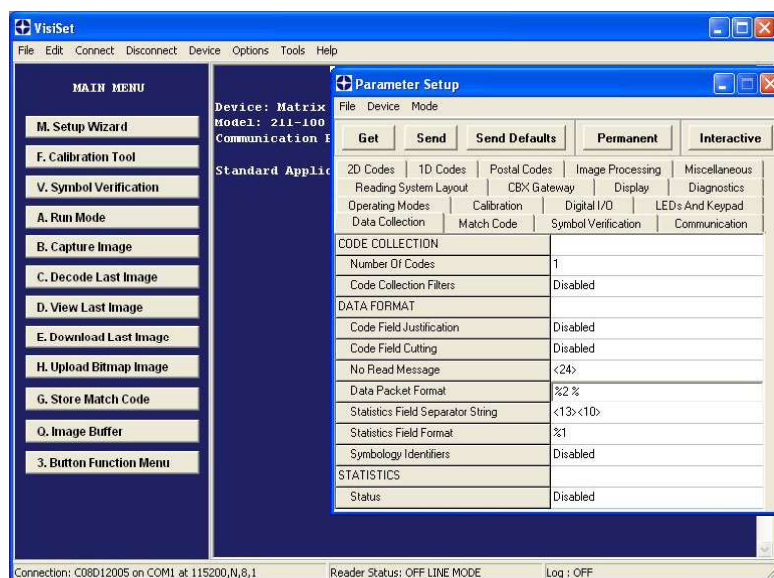 VisiSet
File Edit Connect Disconnect Device Options Tools Help
MAIN MENU
M. Setup Wizard
F. Calibration Tool
V. Symbol Verification
A. Run Mode
B. Capture Image
C. Decode Last Image
D. View Last Image
E. Download Last Image
H. Upload Bitmap Image
G. Store Match Code
Q. Image Buffer
3. Button Function Menu
Device: Matrix
Model: 211-100
Communication
Standard Applic
Parameter Setup
File Device Mode
Get Send Send Defaults Permanent Interactive
2D Codes 1D Codes Postal Codes Image Processing Miscellaneous
Reading System Layout CBX Gateway Display Diagnostics
Operating Modes Calibration Digital I/O LEDs And Keypad
Data Collection Match Code Symbol Verification Communication
CODE COLLECTION
Number Of Codes 1
Code Collection Filters Disabled
DATA FORMAT
Code Field Justification Disabled
Code Field Cutting Disabled
No Read Message <24>
Data Packet Format %2 %
Statistics Field Separator String <13><10>
Statistics Field Format %1
Symbology Identifiers Disabled
STATISTICS
Status Disabled
Connection: C08D12005 on COM1 at 115200,N,8,1 Reader Status: OFF LINE MODE Log : OFF